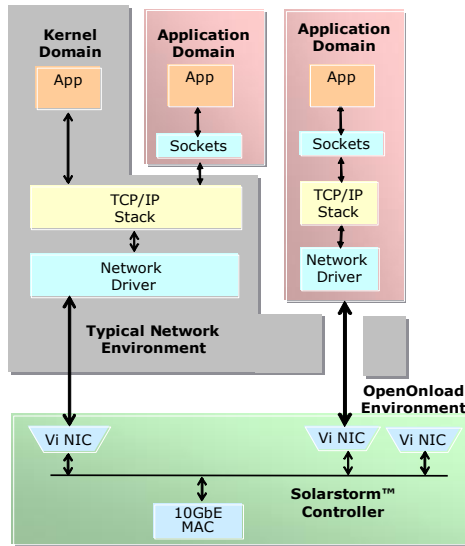 Kernel
Domain
App
Application
Domain
App
Sockets
Application
Domain
App
Sockets
TCP/IP
Stack
TCP/IP
Stack
Network
Driver
Network
Driver
Typical Network
Environment
OpenOnload
Environment
Vi NIC
Vi NIC
Vi NIC
Solarstorm™
Controller
10GbE
MAC